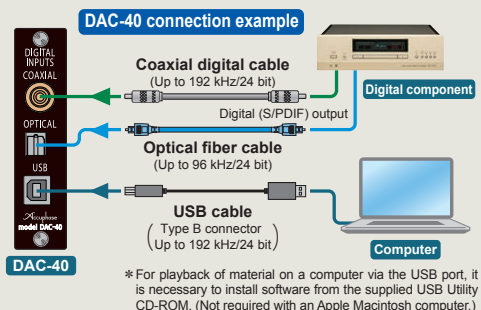 DAC-40 connection example
DIGITAL
INPUTS
COAXIAL
OPTICAL
USB
Accuphase
model DAC-40
DAC-40
Coaxial digital cable
(Up to 192 kHz/24 bit)
Digital (S/PDIF) output
Digital component
Optical fiber cable
(Up to 96 kHz/24 bit)
USB cable
(Type B connector
Up to 192 kHz/24 bit)
Computer
* For playback of material on a computer via the USB port, it
is necessary to install software from the supplied USB Utility
CD-ROM. (Not required with an Apple Macintosh computer.)